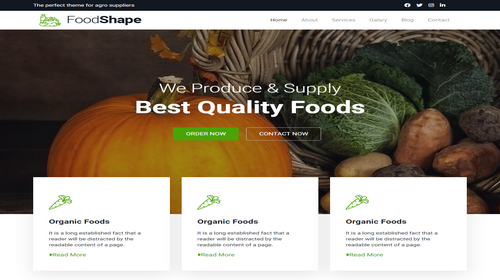 The perfect theme for agro suppliers
FoodShape
Home About Services Galary Blog Contact
We Produce & Supply
Best Quality Foods
ORDER NOW CONTACT NOW
Organic Foods
It is a long established fact that a
reader will be distracted by the
readable content of a page.
+Read More
Organic Foods
It is a long established fact that a
reader will be distracted by the
readable content of a page.
+Read More
Organic Foods
It is a long established fact that a
reader will be distracted by the
readable content of a page.
+Read More